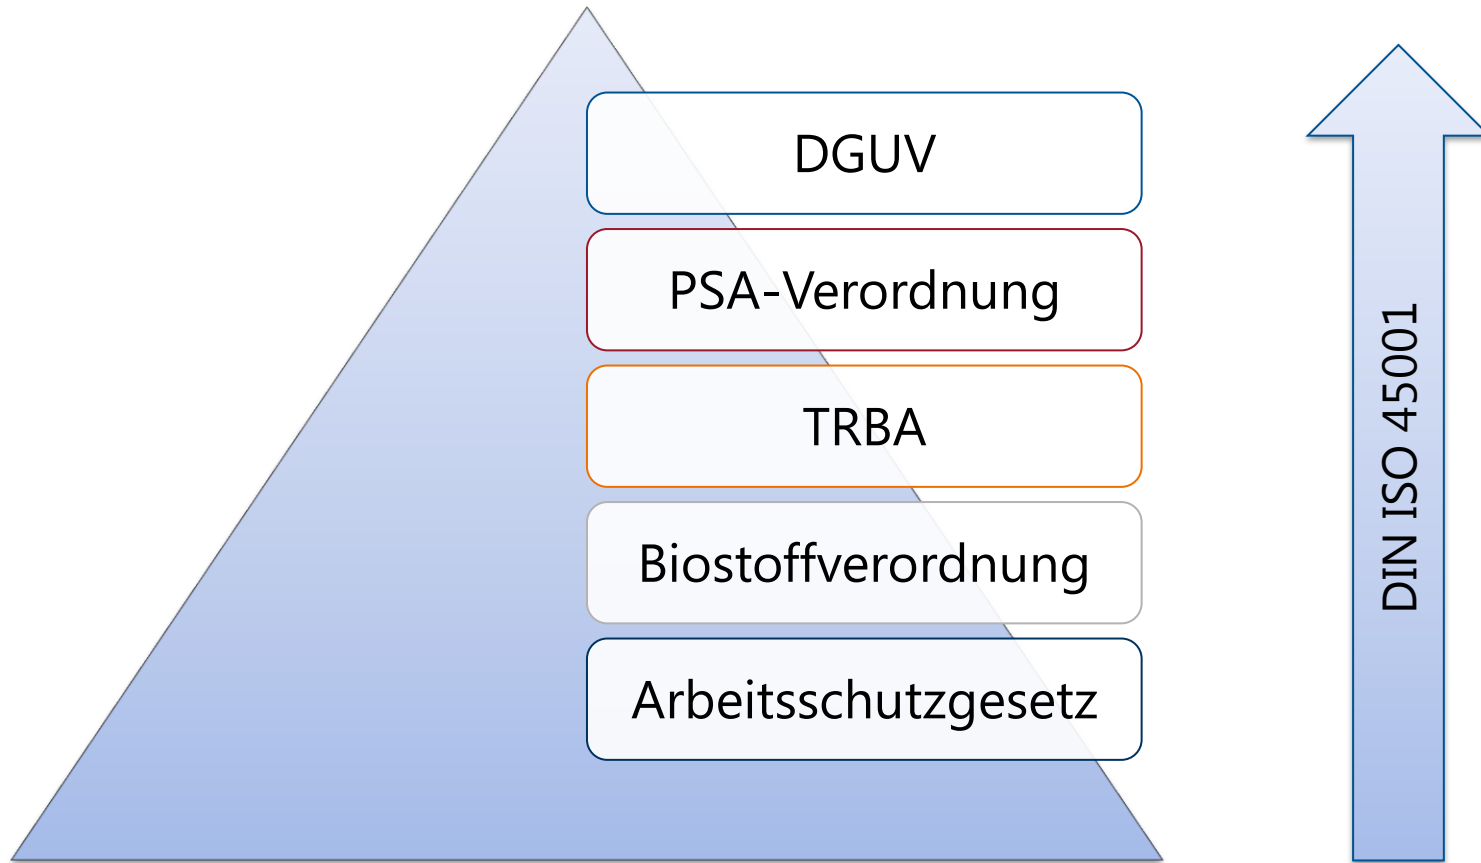 DGUV
PSA-Verordnung
TRBA
Biostoffverordnung
Arbeitsschutzgesetz
DIN ISO 45001